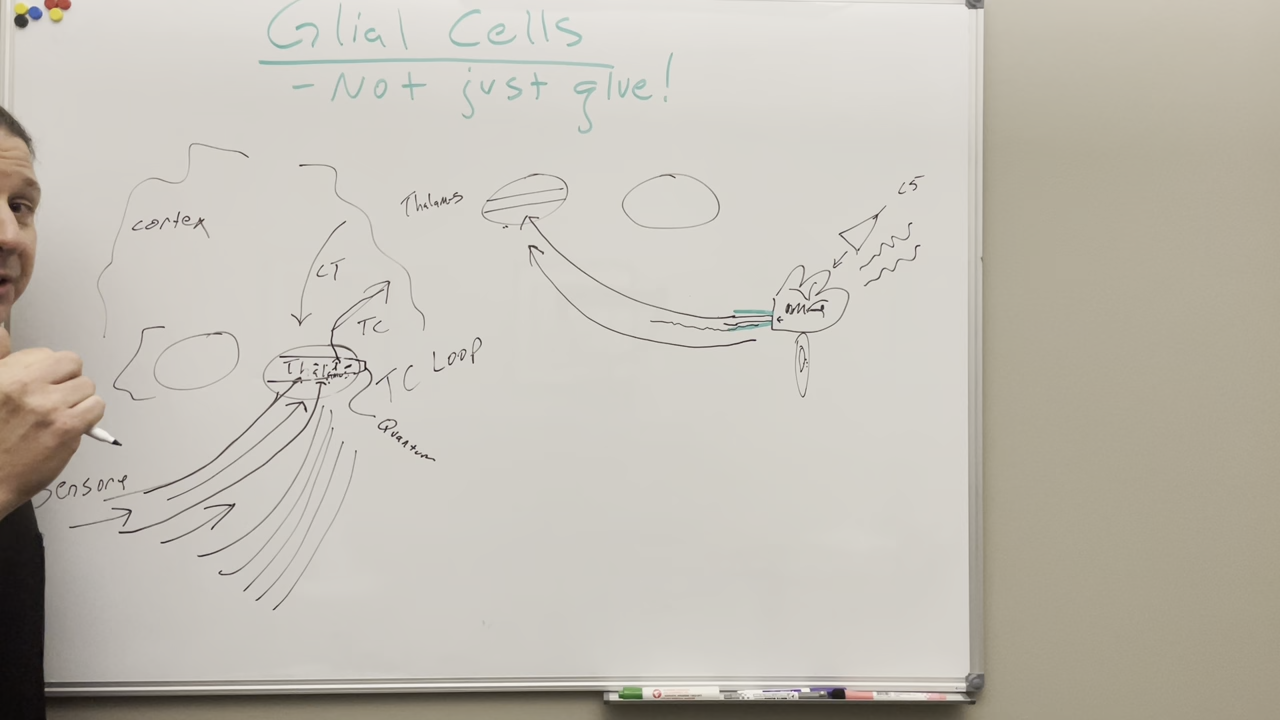 Glial Cells
- Not just glue!
cortex
Thalamus
CT
TC
TC LOOP
Quantum
Sensory
L5